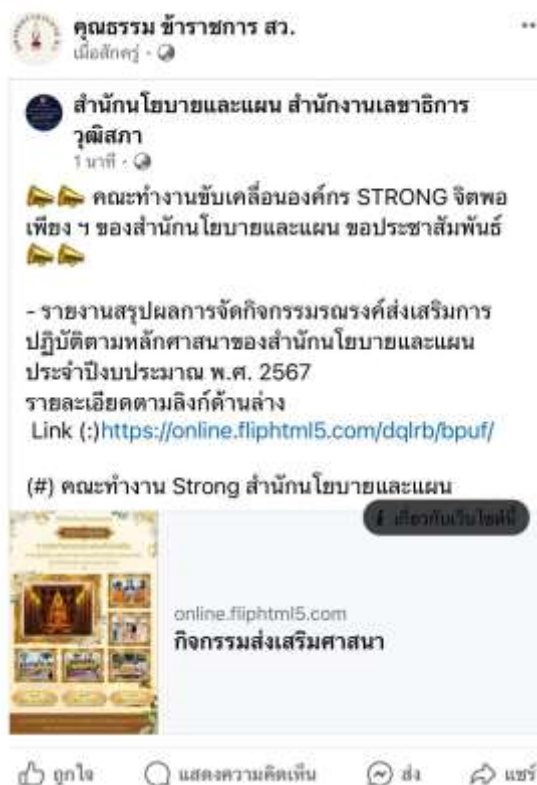 คุณธรรม ข้าราชการ สว.
เมื่อสักครู่ ·
สำนักนโยบายและแผน สำนักงานเลขาธิการ
วุฒิสภา
1 นาที ·
คณะทำงานขับเคลื่อนองค์กร STRONG จิตพอ
เพียง ฯ ของสำนักนโยบายและแผน ขอประชาสัมพันธ์
- รายงานสรุปผลการจัดกิจกรรมรณรงค์ส่งเสริมการ
ปฏิบัติตามหลักศาสนาของสำนักนโยบายและแผน
ประจำปีงบประมาณ พ.ศ. 2567
รายละเอียดตามลิงก์ด้านล่าง
Link (:)https://online.fliphtml5.com/dqlrb/bpuf/
(#) คณะทำงาน Strong สำนักนโยบายและแผน
เกี่ยวกับเว็บไซต์นี้
online.fliphtml5.com
กิจกรรมส่งเสริมศาสนา
ถูกใจ
แสดงความคิดเห็น
ส่ง
แชร์